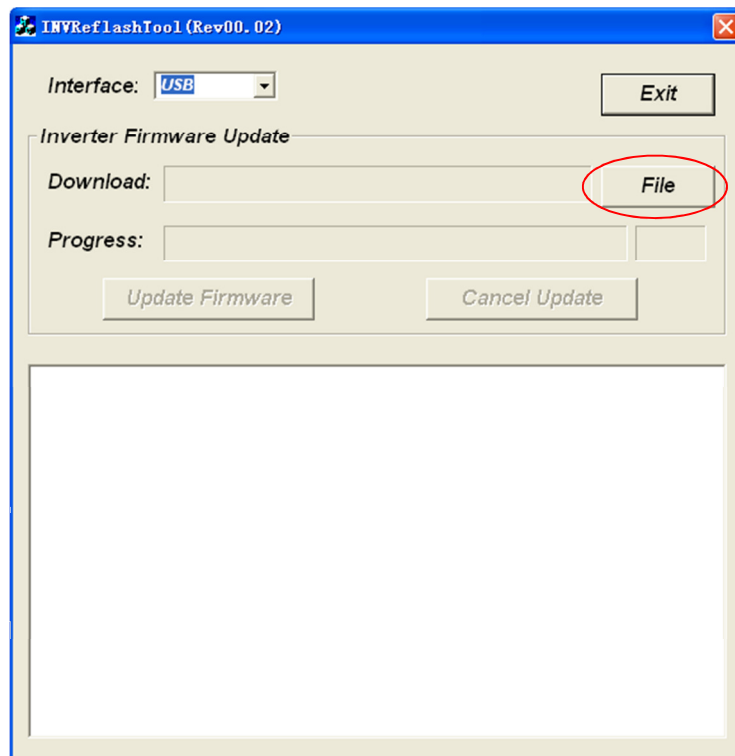 INVReflashTool(Rev00.02)
Interface: USB
Exit
Inverter Firmware Update
Download:
File
Progress:
Update Firmware
Cancel Update